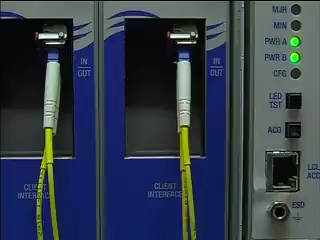 IN
OUT
CLIENT
INTERFACE
IN
OUT
CLIENT
INTERFACE
MJR
MIN
PWR A
PWR B
CFG
LED
TST
ACO
ESD